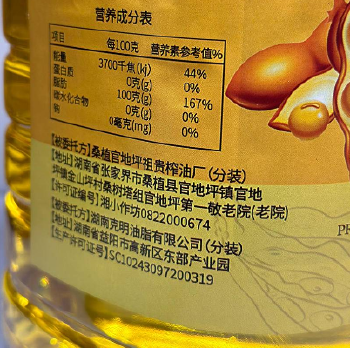 营养成分表
项目 每100克 营养素参考值%
能量 3700千焦(kj) 44%
蛋白质 0克(g) 0%
脂肪 100克(g) 167%
碳水化合物 0克(g) 0%
钠 0毫克(mg) 0%
【被委托方】桑植官地坪祖贵榨油厂(分装)
【地址】湖南省张家界市桑植县官地坪镇官地
坪镇金山坪村桑树塔组官地坪第一敬老院(老院)
【许可证编号】湘小作坊0822000674
【被委托方】湖南克明油脂有限公司(分装)
【地址】湖南省益阳市高新区东部产业园
【生产许可证号】SC10243097200319